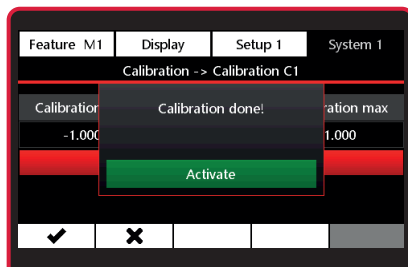 Feature M1 Display Setup 1 System 1
Calibration -> Calibration C1
Calibration Calibration done! ration max
-1.000 1.000
Activate